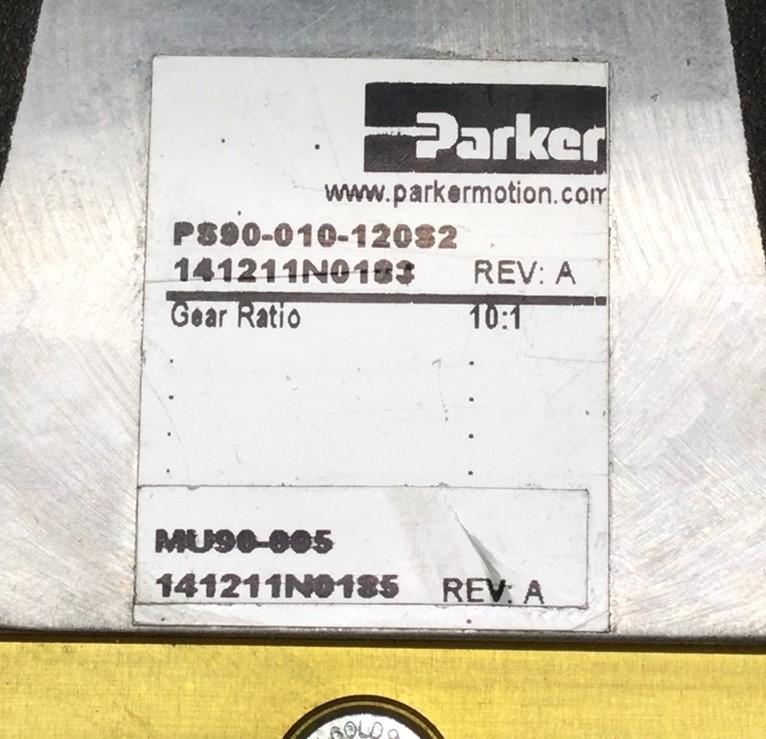 Parker
www.parkermotion.com
PS90-010-120S2
141211N0183 REV: A
Gear Ratio 10:1
MU90-005
141211N0185 REV: A